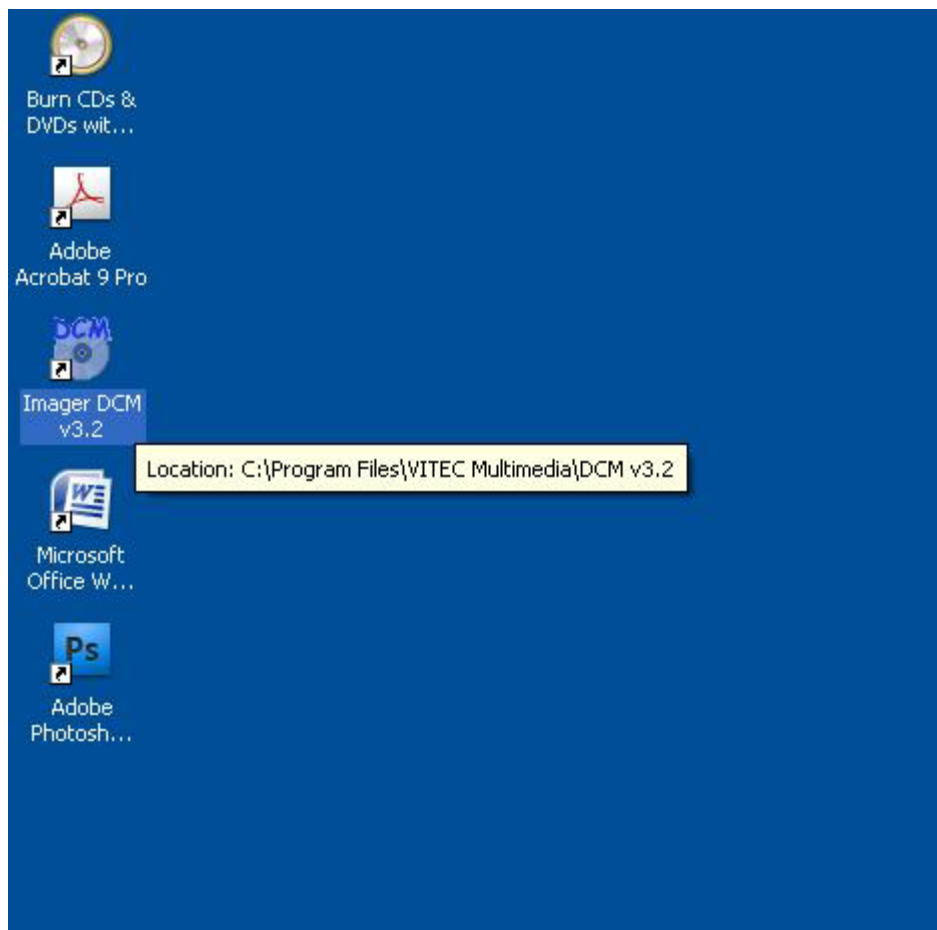 Burn CDs &
DVDs wit...
Adobe
Acrobat 9 Pro
DCM
Imager DCM
v3.2
Location: C:\Program Files\VITEC Multimedia\DCM v3.2
W
Microsoft
Office W...
Ps
Adobe
Photosh...